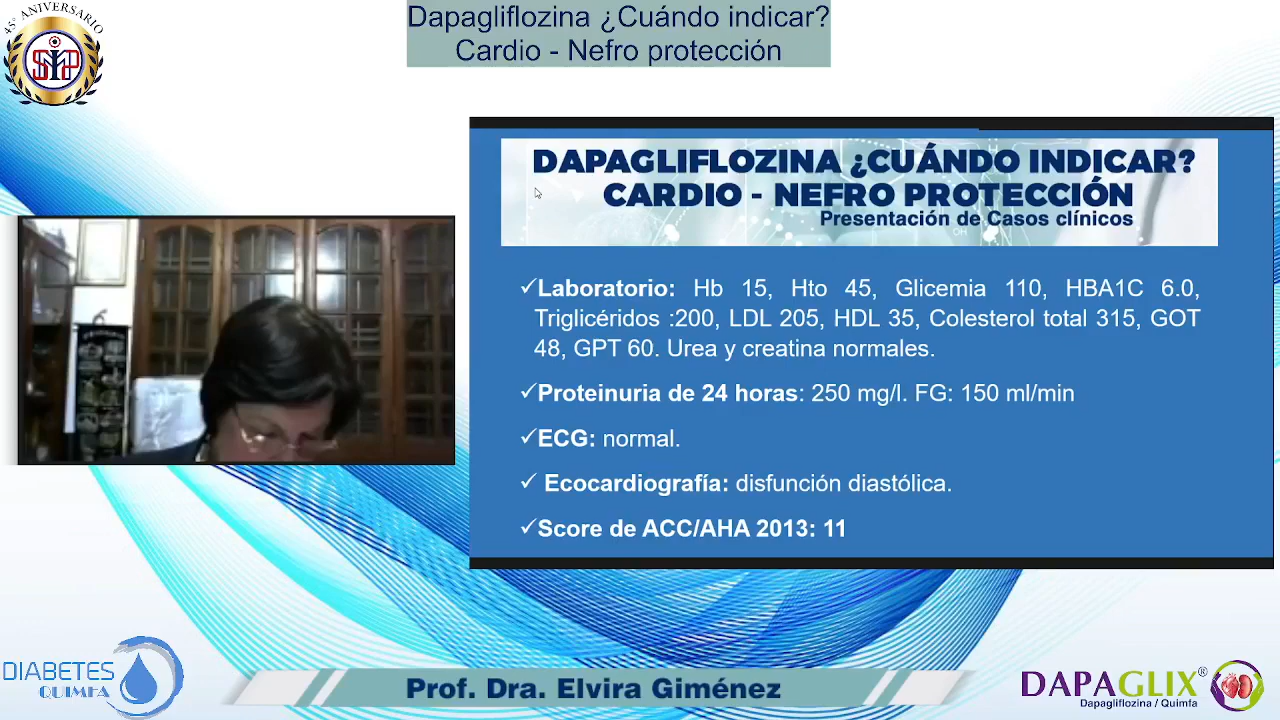 Dapagliflozina ¿Cuándo indicar?
Cardio - Nefro protección
45° ANIVERSARIO
DAPAGLIFLOZINA ¿CUÁNDO INDICAR?
CARDIO - NEFRO PROTECCIÓN
Presentación de Casos clínicos
✓Laboratorio: Hb 15, Hto 45, Glicemia 110, HBA1C 6.0,
Triglicéridos :200, LDL 205, HDL 35, Colesterol total 315, GOT
48, GPT 60. Urea y creatina normales.
✓Proteinuria de 24 horas: 250 mg/l. FG: 150 ml/min
✓ECG: normal.
✓ Ecocardiografía: disfunción diastólica.
✓Score de ACC/AHA 2013: 11
DIABETES
QUIMFA
Prof. Dra. Elvira Giménez
DAPAGLIX®
Dapagliflozina / Quimfa